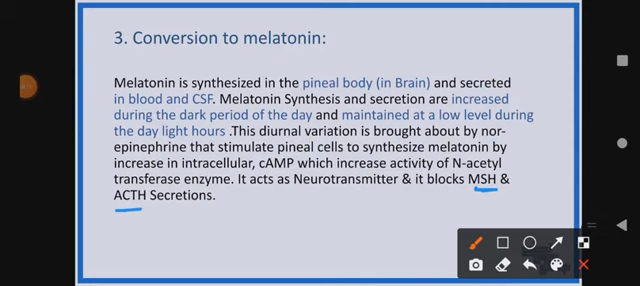 3. Conversion to melatonin:
Melatonin is synthesized in the pineal body (in Brain) and secreted
in blood and CSF. Melatonin Synthesis and secretion are increased
during the dark period of the day and maintained at a low level during
the day light hours .This diurnal variation is brought about by nor-
epinephrine that stimulate pineal cells to synthesize melatonin by
increase in intracellular, cAMP which increase activity of N-acetyl
transferase enzyme. It acts as Neurotransmitter & it blocks MSH &
ACTH Secretions.